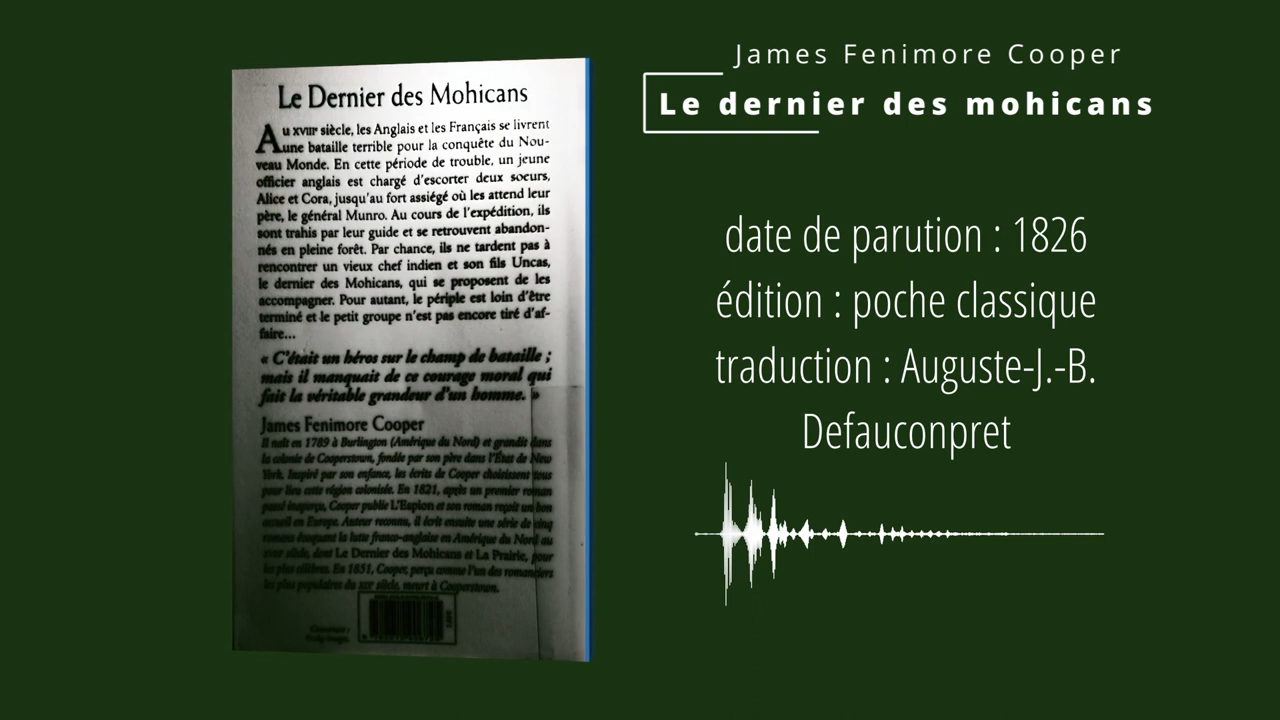 Le Dernier des Mohicans
Au XVIIIe siècle, les Anglais et les Français se livrent
une bataille terrible pour la conquête du Nou-
veau Monde. En cette période de trouble, un jeune
officier anglais est chargé d'escorter deux soeurs,
Alice et Cora, jusqu'au fort assiégé où les attend leur
père, le général Munro. Au cours de l'expédition, ils
sont trahis par leur guide et se retrouvent abandon-
nés en pleine forêt. Par chance, ils ne tardent pas à
rencontrer un vieux chef indien et son fils Uncas,
le dernier des Mohicans, qui se proposent de les
accompagner. Pour autant, le périple est loin d'être
terminé et le petit groupe n'est pas encore tiré d'af-
faire...
« C'était un héros sur le champ de bataille ;
mais il manquait de ce courage moral qui
fait la véritable grandeur d'un homme. »
James Fenimore Cooper
Il naît en 1789 à Burlington (Amérique du Nord) et grandit dans
la colonie de Cooperstown, fondée par son père dans l'État de New
York. Inspiré par son enfance, les écrits de Cooper choisissent tous
pour lieu cette région colonisée. En 1821, après un premier roman
passé inaperçu, Cooper publie L'Espion et son roman reçoit un bon
accueil en Europe. Auteur reconnu, il écrit ensuite une série de cinq
romans évoquant la lutte franco-anglaise en Amérique du Nord au
XVIIIe siècle, dont Le Dernier des Mohicans et La Prairie, pour
les plus célèbres. En 1851, Cooper, perçu comme l'un des romanciers
les plus populaires du XIXe siècle, meurt à Cooperstown.
James Fenimore Cooper
Le dernier des mohicans
date de parution : 1826
édition : poche classique
traduction : Auguste-J.-B.
Defauconpret